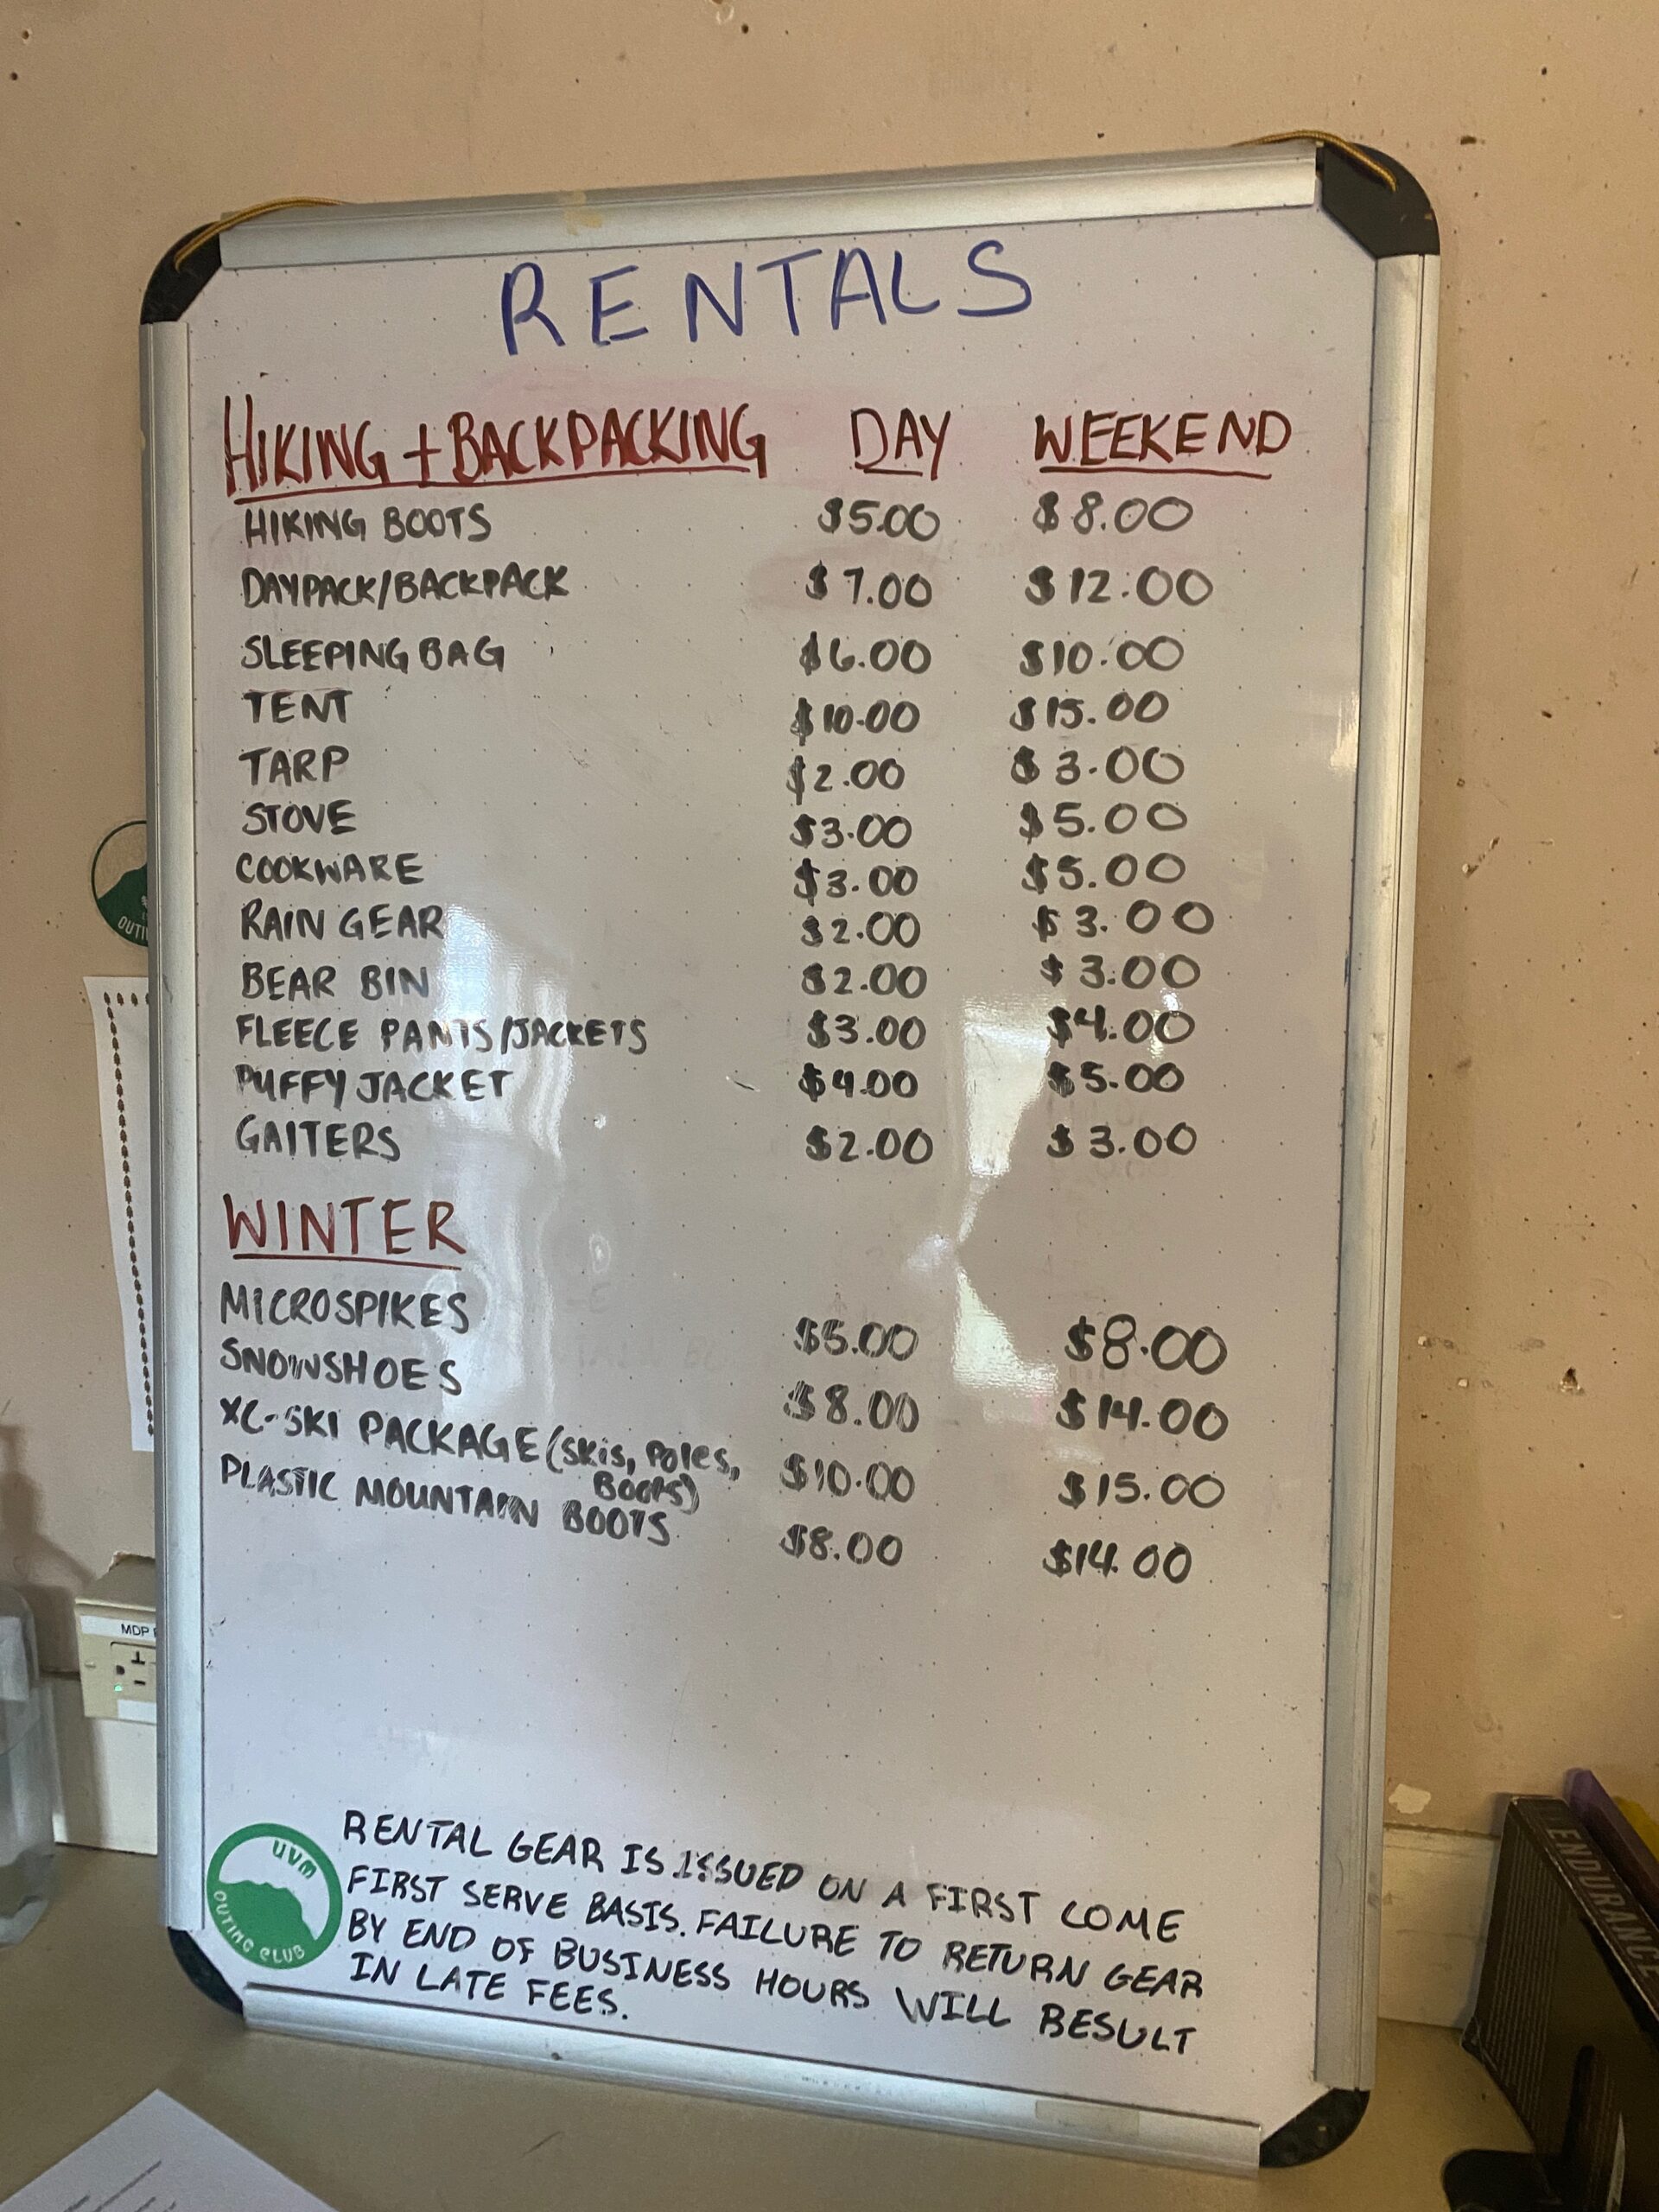 RENTALS
HIKING + BACKPACKING DAY WEEKEND
HIKING BOOTS $5.00 $8.00
DAYPACK/BACKPACK $7.00 $12.00
SLEEPING BAG $6.00 $10.00
TENT $10.00 $15.00
TARP $2.00 $3.00
STOVE $3.00 $5.00
COOKWARE $3.00 $5.00
RAIN GEAR $2.00 $3.00
BEAR BIN $2.00 $3.00
FLEECE PANTS/JACKETS $3.00 $4.00
PUFFY JACKET $4.00 $5.00
GAITERS $2.00 $3.00
WINTER
MICROSPIKES $5.00 $8.00
SNOWSHOES $8.00 $14.00
XC-SKI PACKAGE (SKis, Poles, $10.00 $15.00
BOOTS)
PLASTIC MOUNTAIN BOOTS $8.00 $14.00
RENTAL GEAR IS ISSUED ON A FIRST COME
FIRST SERVE BASIS. FAILURE TO RETURN GEAR
BY END OF BUSINESS HOURS WILL RESULT
IN LATE FEES.
UVM
OUTING CLUB
OUTI
MDP
ENDURANCE